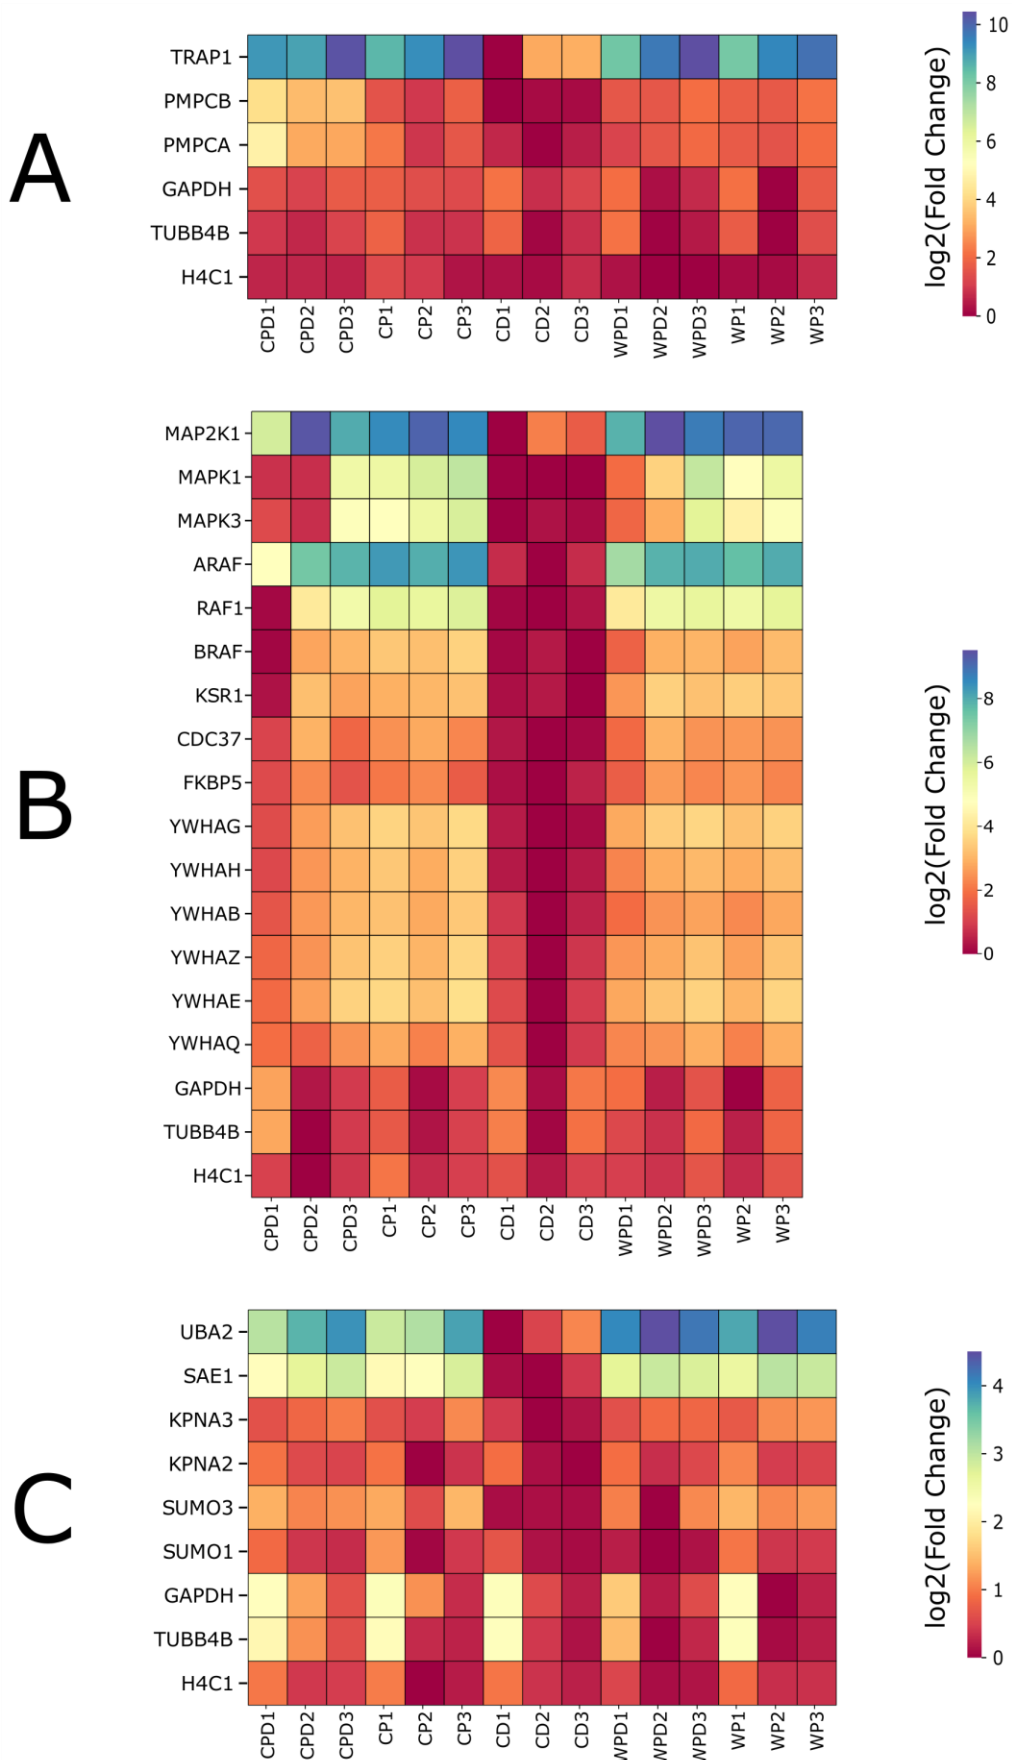 A
TRAP1
PMPCB
PMPCA
GAPDH
TUBB4B
H4C1
CPD1 CPD2 CPD3 CP1 CP2 CP3 CD1 CD2 CD3 WPD1 WPD2 WPD3 WP1 WP2 WP3
log2(Fold Change)
10
8
6
4
2
0
B
MAP2K1
MAPK1
MAPK3
ARAF
RAF1
BRAF
KSR1
CDC37
FKBP5
YWHAG
YWHAH
YWHAB
YWHAZ
YWHAE
YWHAQ
GAPDH
TUBB4B
H4C1
CPD1 CPD2 CPD3 CP1 CP2 CP3 CD1 CD2 CD3 WPD1 WPD2 WPD3 WP2 WP3
log2(Fold Change)
8
6
4
2
0
C
UBA2
SAE1
KPNA3
KPNA2
SUMO3
SUMO1
GAPDH
TUBB4B
H4C1
CPD1 CPD2 CPD3 CP1 CP2 CP3 CD1 CD2 CD3 WPD1 WPD2 WPD3 WP1 WP2 WP3
log2(Fold Change)
4
3
2
1
0